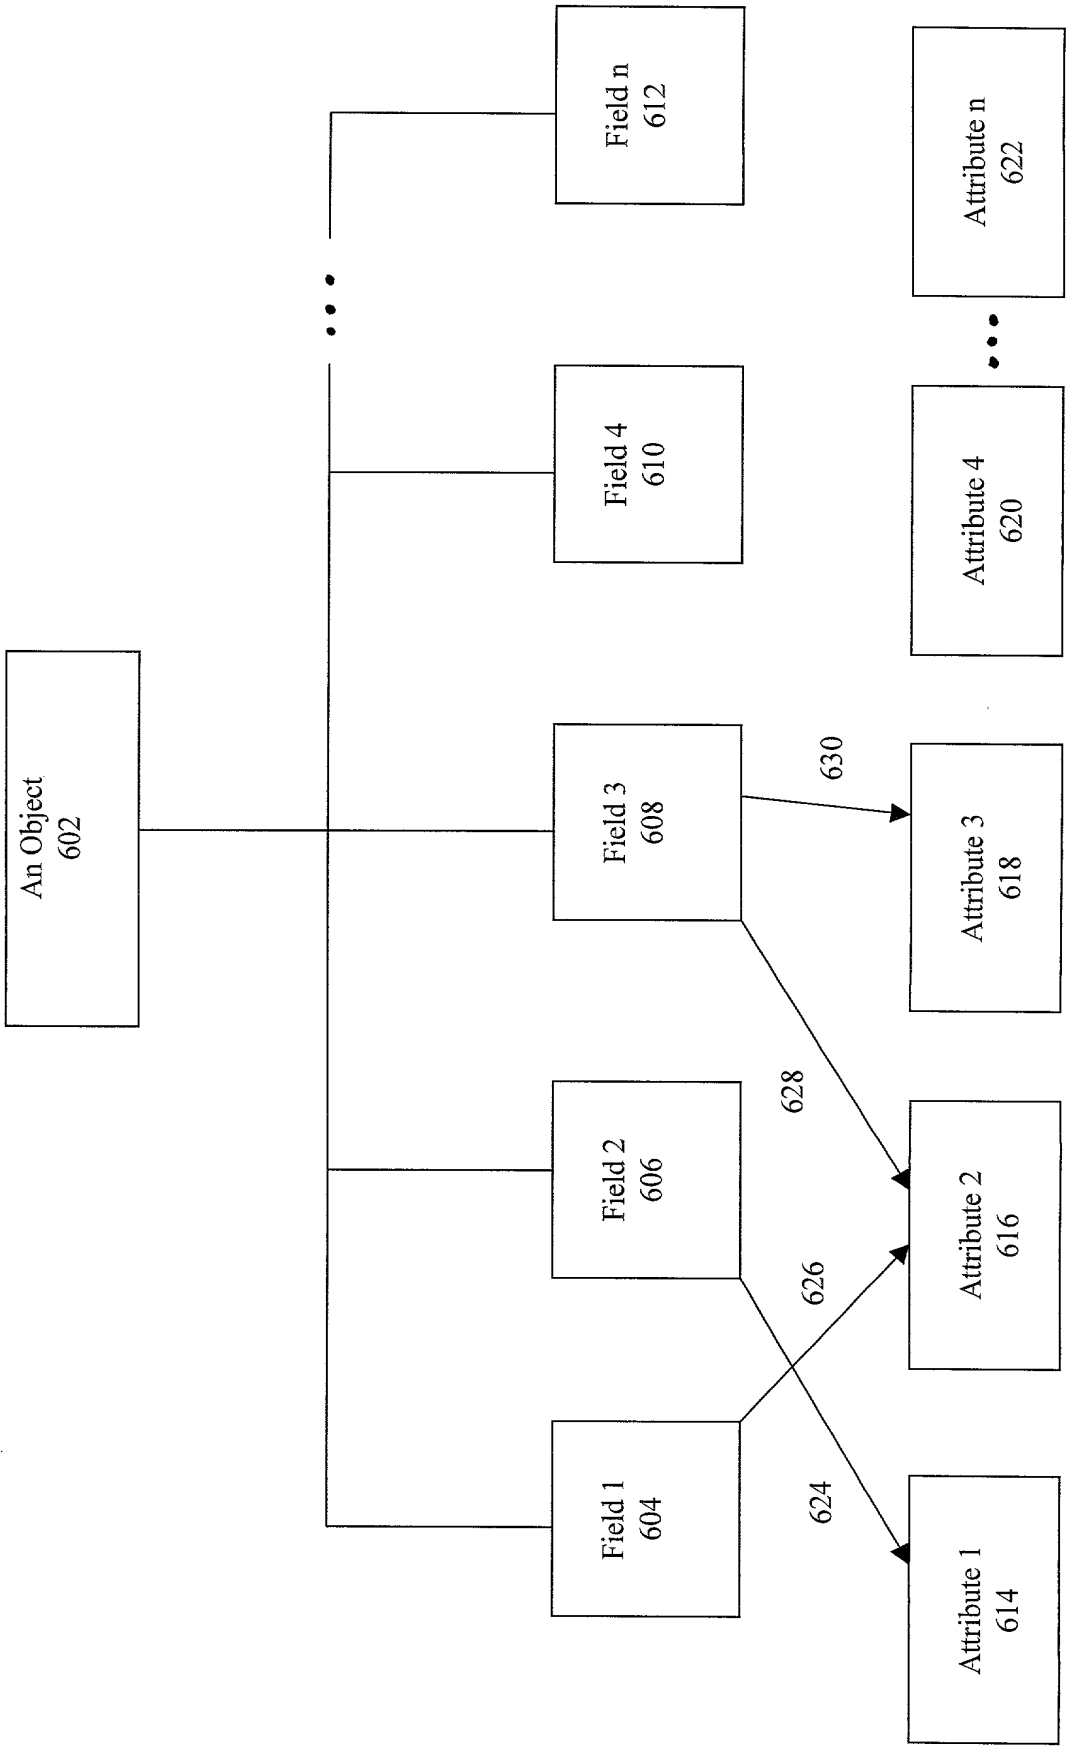 An Object
602
Field 1
604
Field 2
606
Field 3
608
Field 4
610
Field n
612
624
626
628
630
Attribute 1
614
Attribute 2
616
Attribute 3
618
Attribute 4
620
Attribute n
622